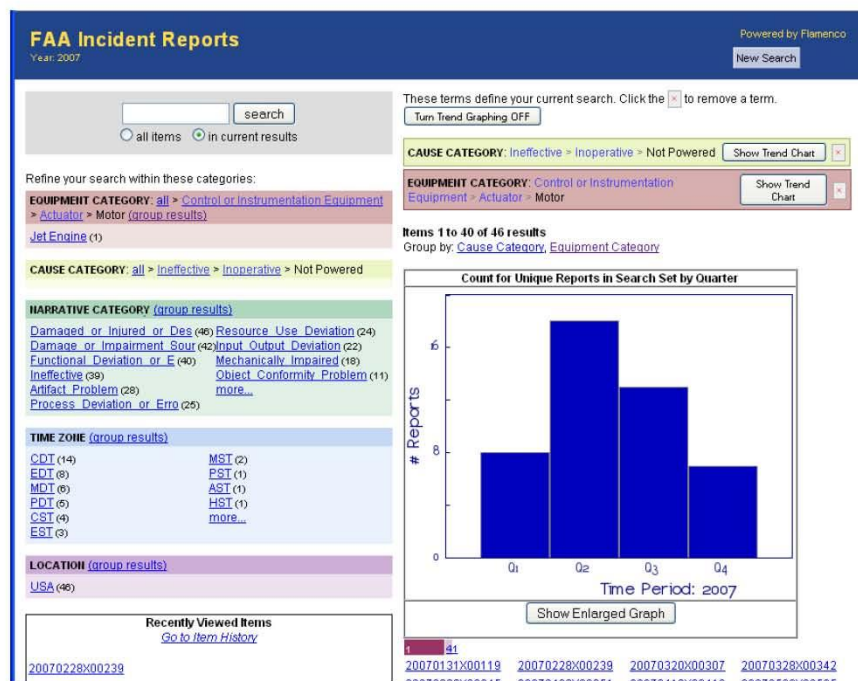 FAA Incident Reports
Year: 2007
Powered by Flamenco
New Search
search
all items in current results
Refine your search within these categories:
EQUIPMENT CATEGORY: all > Control or Instrumentation Equipment
> Actuator > Motor (group results)
Jet Engine (1)
CAUSE CATEGORY: all > Ineffective > Inoperative > Not Powered
NARRATIVE CATEGORY (group results)
Damaged or Injured or Des (46) Resource Use Deviation (24)
Damage or Impairment Sour (42) Input Output Deviation (22)
Functional Deviation or E (40) Mechanically Impaired (18)
Ineffective (39) Object Conformity Problem (11)
Artifact Problem (28) more...
Process Deviation or Erro (25)
TIME ZONE (group results)
CDT (14) MST (2)
EDT (8) PST (1)
MDT (6) AST (1)
PDT (5) HST (1)
CST (4) more...
EST (3)
LOCATION (group results)
USA (46)
Recently Viewed Items
Go to Item History
20070228X00239
These terms define your current search. Click the × to remove a term.
Turn Trend Graphing OFF
CAUSE CATEGORY: Ineffective > Inoperative > Not Powered Show Trend Chart ×
EQUIPMENT CATEGORY: Control or Instrumentation
Equipment > Actuator > Motor
Show Trend
Chart
×
Items 1 to 40 of 46 results
Group by: Cause Category, Equipment Category
Count for Unique Reports in Search Set by Quarter
# Reports
16
8
0
Q1 Q2 Q3 Q4
Time Period: 2007
Show Enlarged Graph
1 41
20070131X00119 20070228X00239 20070320X00307 20070328X00342